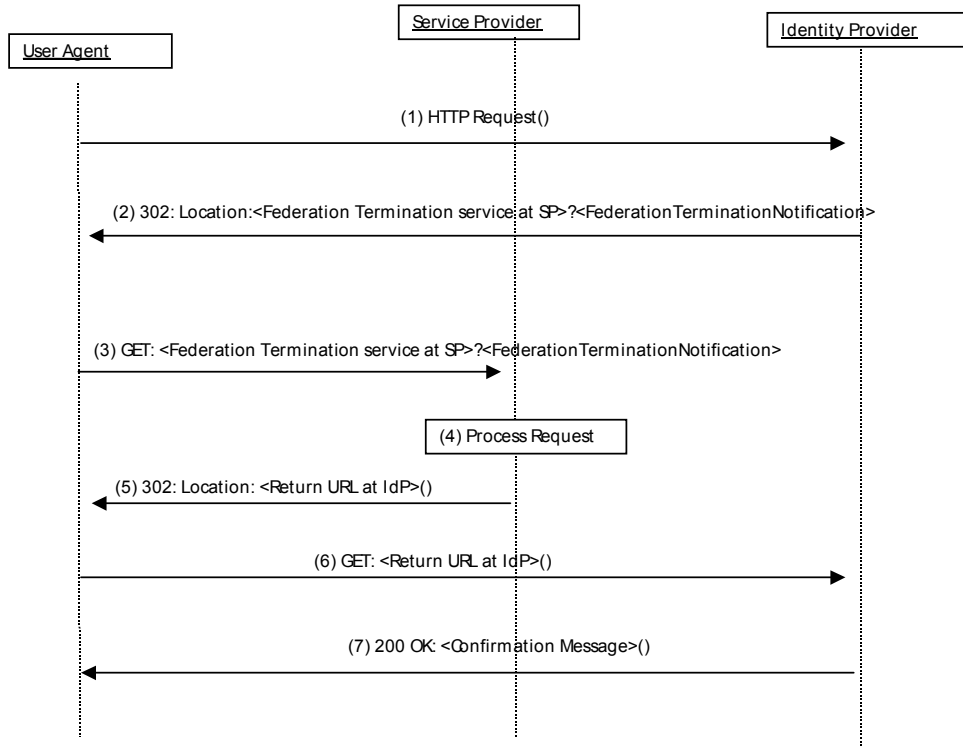 Service Provider
Identity Provider
User Agent
(1) HTTP Request()
(2) 302: Location:<Federation Termination service at SP>?<FederationTerminationNotification>
(3) GET: <Federation Termination service at SP>?<FederationTerminationNotification>
(4) Process Request
(5) 302: Location: <Return URL at IdP>()
(6) GET: <Return URL at IdP>()
(7) 200 OK: <Confirmation Message>()